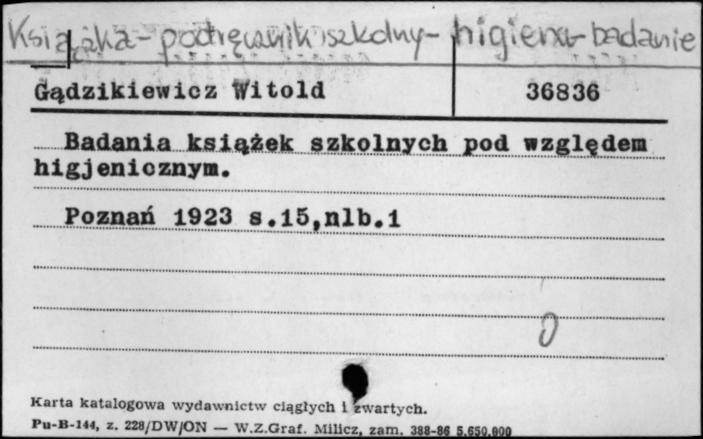 Książka - podręcznik szkolny - higiena - badanie
Gądzikiewicz Witold 36836
Badania książek szkolnych pod względem
higjenicznym.
Poznań 1923 s.15,nlb.1
0
Karta katalogowa wydawnictw ciągłych i zwartych.
Pu-B-144, z. 228/DW/ON — W.Z.Graf. Milicz, zam. 388-86 5.650.000